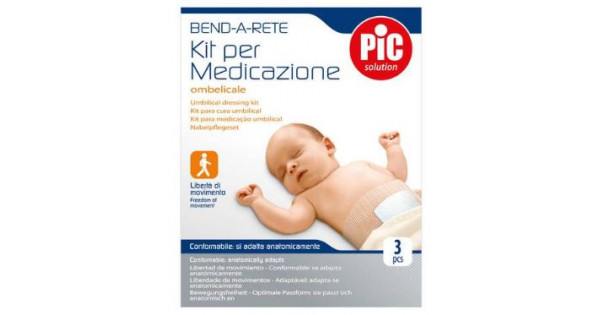 BEND-A-RETE
Kit per
Medicazione
ombelicale
Umbilical dressing kit
Kit para cura umbilical
Kit para medicação umbilical
Nabelpflegeset
PiC
solution
Libertà di
movimento
Freedom of
movement
Conformabile: si adatta anatomicamente
Conformable: anatomically adapts
Libertad de movimiento - Conformable: se adapta
anatómicamente
Liberdade de movimentos - Adaptável: adapta-se
anatomicamente
Bewegungsfreiheit - Optimale Passform: sie passt sich
anatomisch an
3
pcs